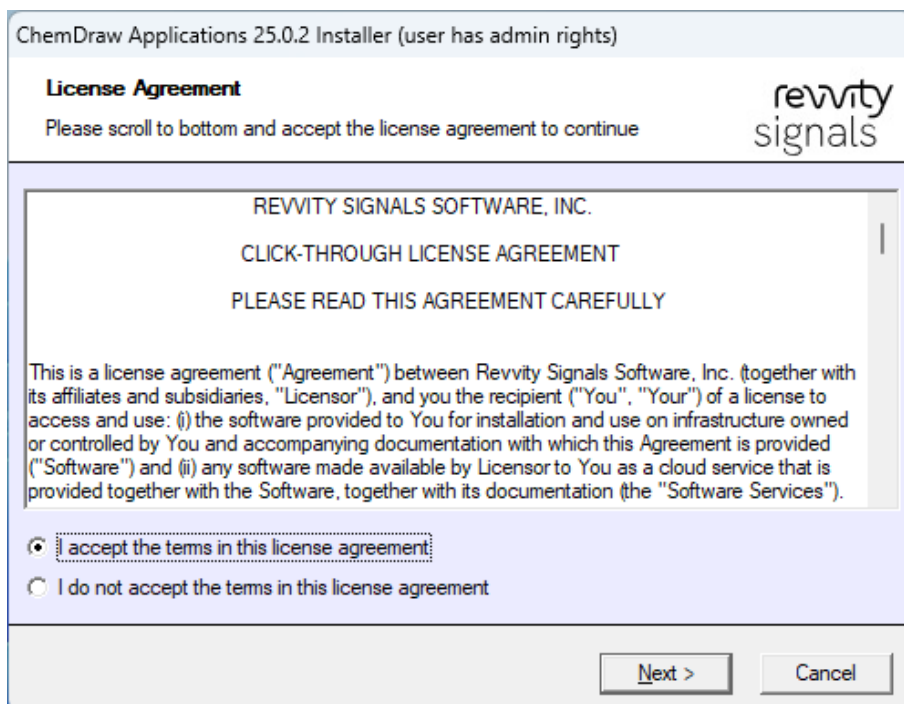 ChemDraw Applications 25.0.2 Installer (user has admin rights)
License Agreement
Please scroll to bottom and accept the license agreement to continue
revvity
signals
REVVITY SIGNALS SOFTWARE, INC.
CLICK-THROUGH LICENSE AGREEMENT
PLEASE READ THIS AGREEMENT CAREFULLY
This is a license agreement ("Agreement") between Revvity Signals Software, Inc. (together with
its affiliates and subsidiaries, "Licensor"), and you the recipient ("You", "Your") of a license to
access and use: (i) the software provided to You for installation and use on infrastructure owned
or controlled by You and accompanying documentation with which this Agreement is provided
("Software") and (ii) any software made available by Licensor to You as a cloud service that is
provided together with the Software, together with its documentation (the "Software Services").
I accept the terms in this license agreement
I do not accept the terms in this license agreement
Next >
Cancel